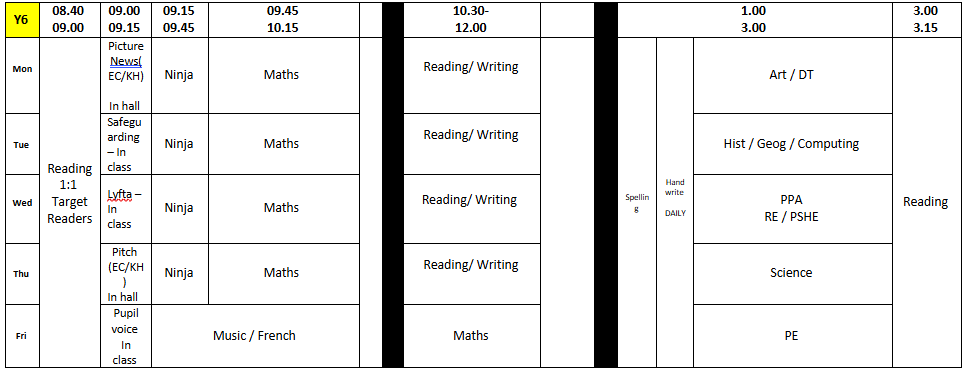 Y6
08.40
09.00
09.00
09.15
09.15
09.45
09.45
10.15
10.30-
12.00
1.00
3.00
3.00
3.15
Mon
Picture
News(
EC/KH)
In hall
Ninja
Maths
Reading/ Writing
Art / DT
Tue
Safegu
arding
– In
class
Ninja
Maths
Reading/ Writing
Hist / Geog / Computing
Reading
1:1
Target
Readers
Wed
Lyfta –
In
class
Ninja
Maths
Reading/ Writing
Spellin
g
Hand
write
DAILY
PPA
RE / PSHE
Reading
Thu
Pitch
(EC/KH
)
In hall
Ninja
Maths
Reading/ Writing
Science
Fri
Pupil
voice
In
class
Music / French
Maths
PE